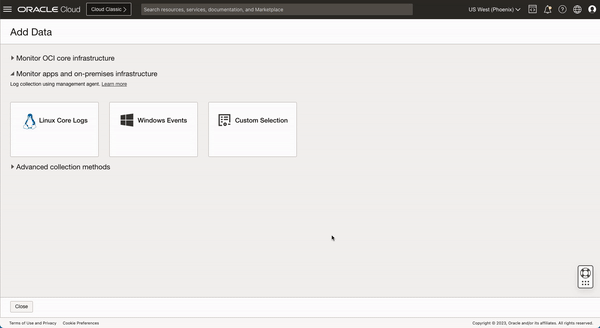 ORACLE Cloud
Cloud Classic >
Search resources, services, documentation, and Marketplace
US West (Phoenix)
Add Data
Monitor OCI core infrastructure
Monitor apps and on-premises infrastructure
Log collection using management agent. Learn more
Linux Core Logs
Windows Events
Custom Selection
Advanced collection methods
Close
Terms of Use and Privacy
Cookie Preferences
Copyright © 2023, Oracle and/or its affiliates. All rights reserved.